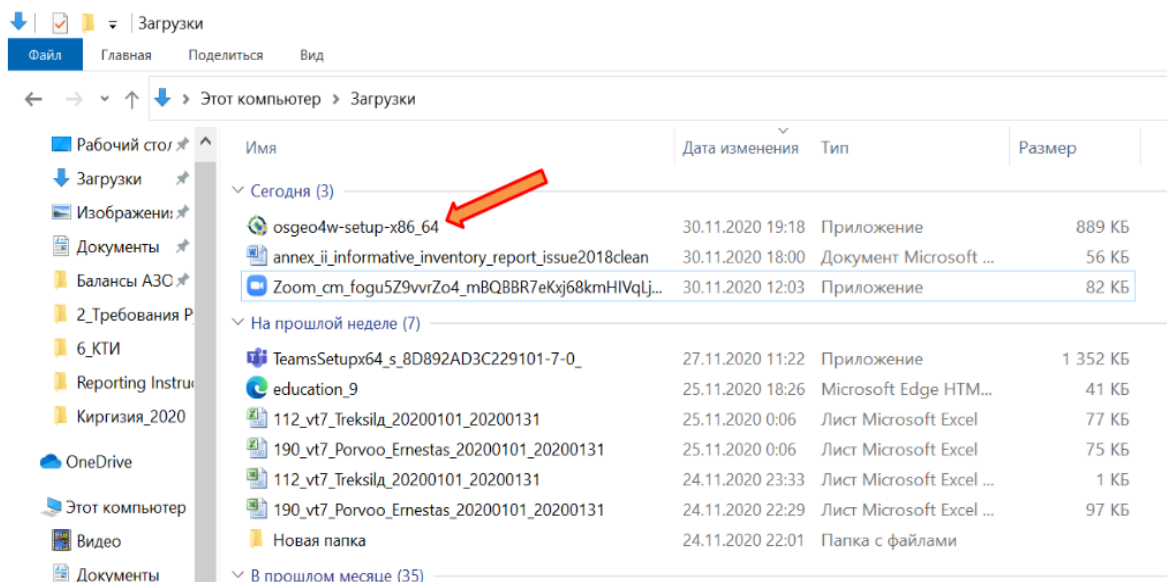 Загрузки
Файл Главная Поделиться Вид
Этот компьютер > Загрузки
Рабочий стол
Загрузки
Изображени
Документы
Балансы АЗО
2_Требования Р
6_КТИ
Reporting Instru
Киргизия_2020
OneDrive
Этот компьютер
Видео
Документы
Имя Дата изменения Тип Размер
Сегодня (3)
osgeo4w-setup-x86_64 30.11.2020 19:18 Приложение 889 КБ
annex_ii_informative_inventory_report_issue2018clean 30.11.2020 18:00 Документ Microsoft ... 56 КБ
Zoom_cm_fogu5Z9vvrZo4_mBQBBR7eKxj68kmHIVqLj... 30.11.2020 12:03 Приложение 82 КБ
На прошлой неделе (7)
TeamsSetupx64_s_8D892AD3C229101-7-0_ 27.11.2020 11:22 Приложение 1 352 КБ
education_9 25.11.2020 18:26 Microsoft Edge HTM... 41 КБ
112_vt7_Treksilд_20200101_20200131 25.11.2020 0:06 Лист Microsoft Excel 77 КБ
190_vt7_Porvoo_Ernestas_20200101_20200131 25.11.2020 0:06 Лист Microsoft Excel 75 КБ
112_vt7_Treksilд_20200101_20200131 24.11.2020 23:33 Лист Microsoft Excel ... 1 КБ
190_vt7_Porvoo_Ernestas_20200101_20200131 24.11.2020 22:29 Лист Microsoft Excel ... 97 КБ
Новая папка 24.11.2020 22:01 Папка с файлами
В прошлом месяце (35)